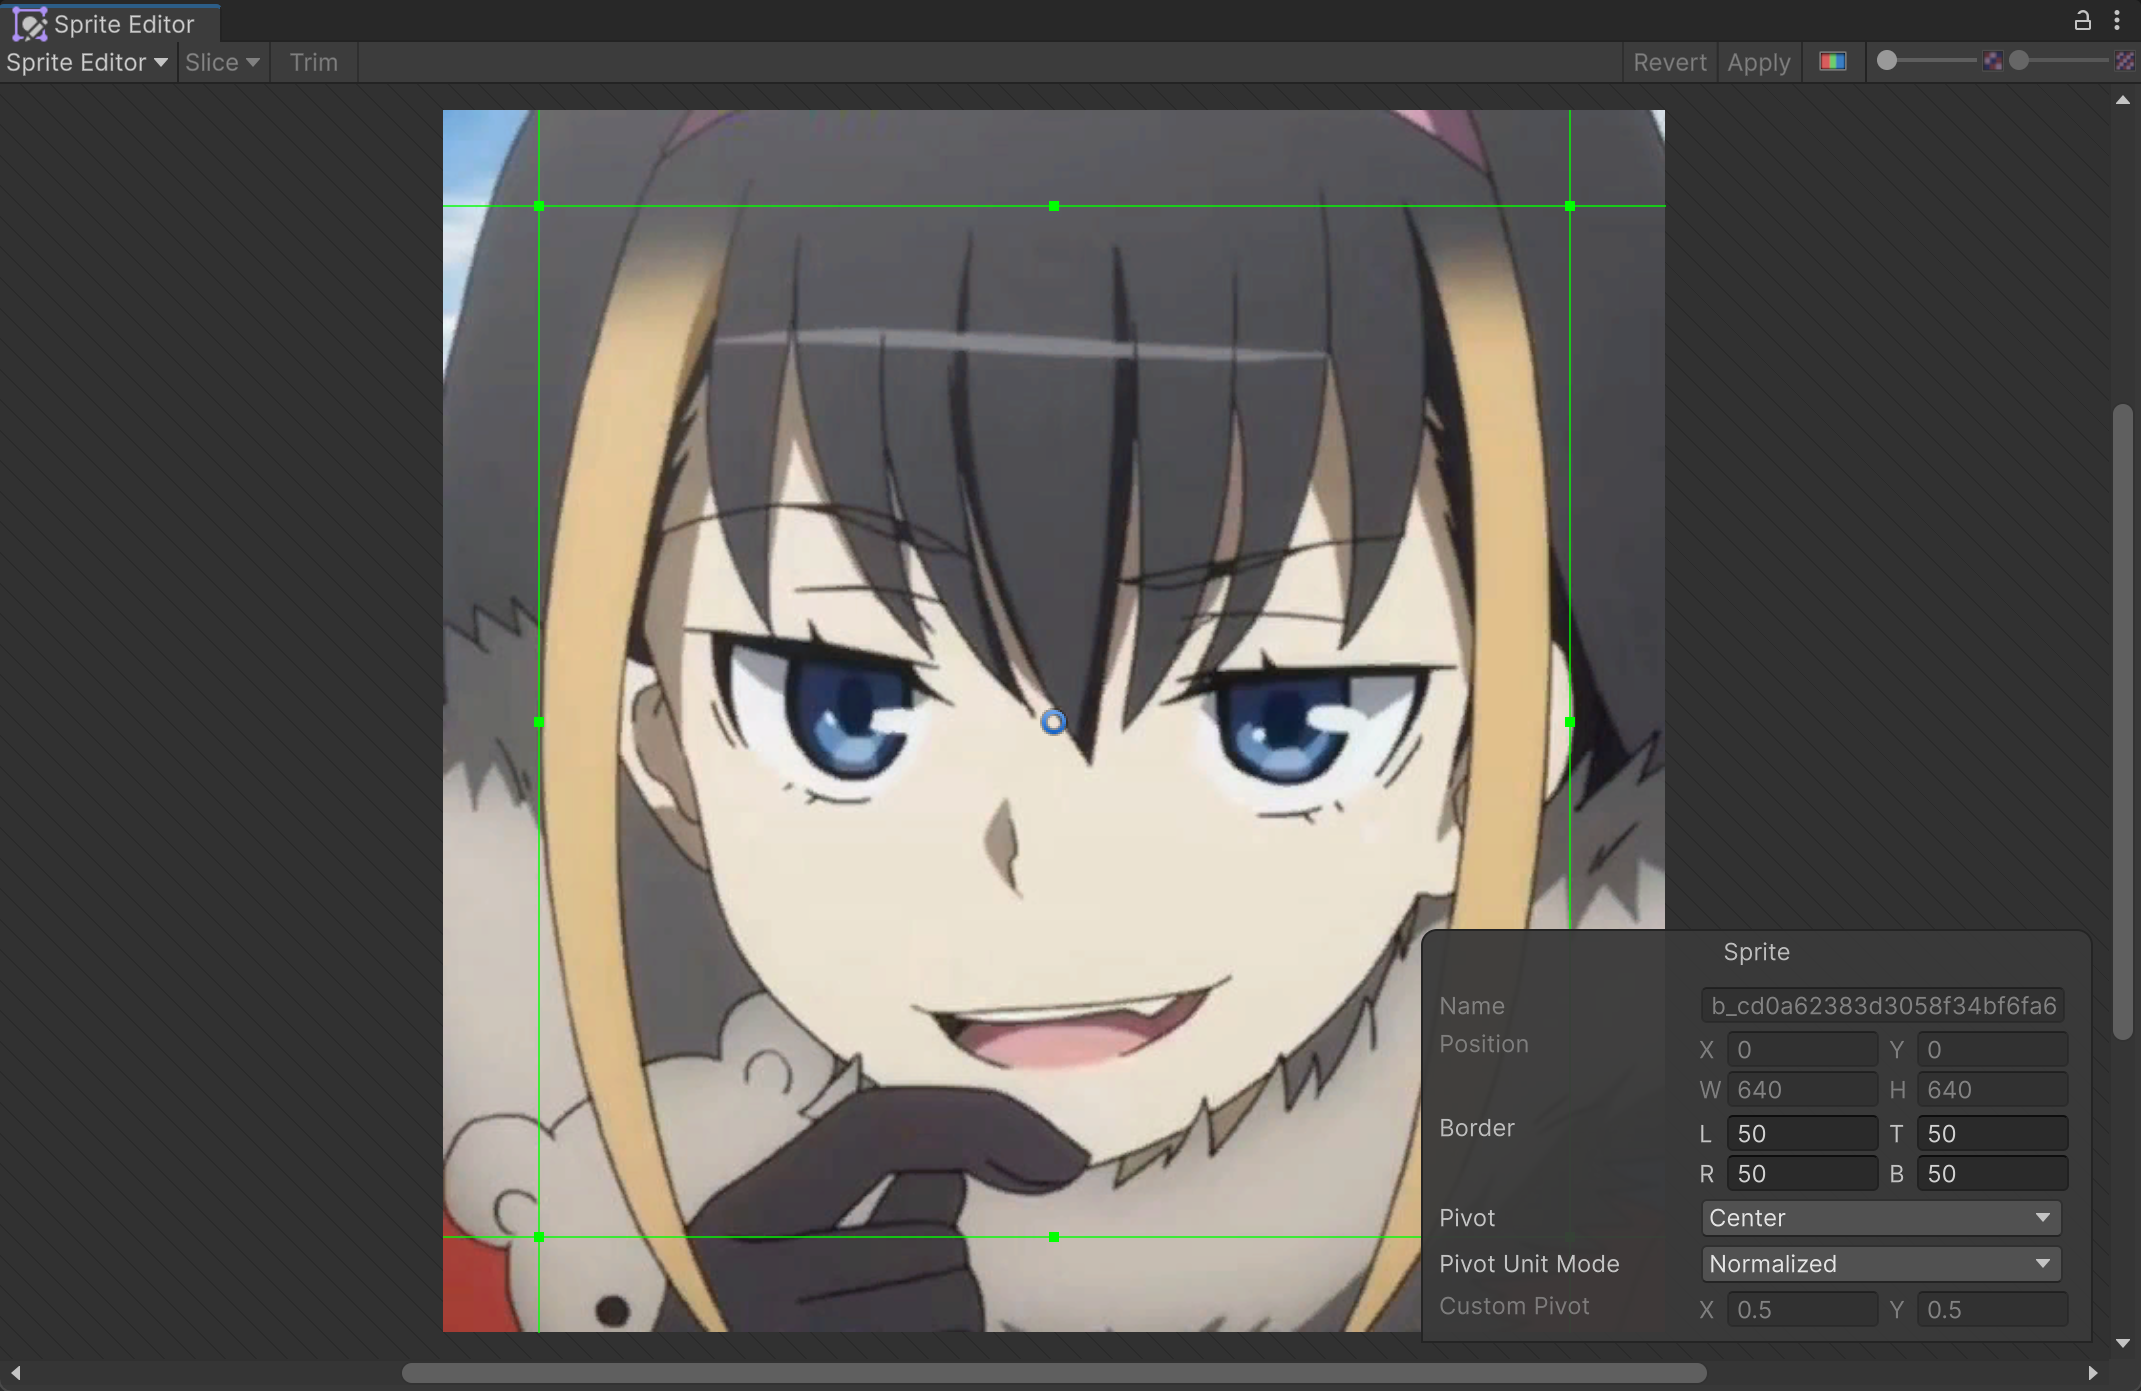 Sprite Editor
Sprite Editor Slice Trim Revert Apply
Sprite
Name b_cd0a62383d3058f34bf6fa6
Position X 0 Y 0
W 640 H 640
Border L 50 T 50
R 50 B 50
Pivot Center
Pivot Unit Mode Normalized
Custom Pivot X 0.5 Y 0.5